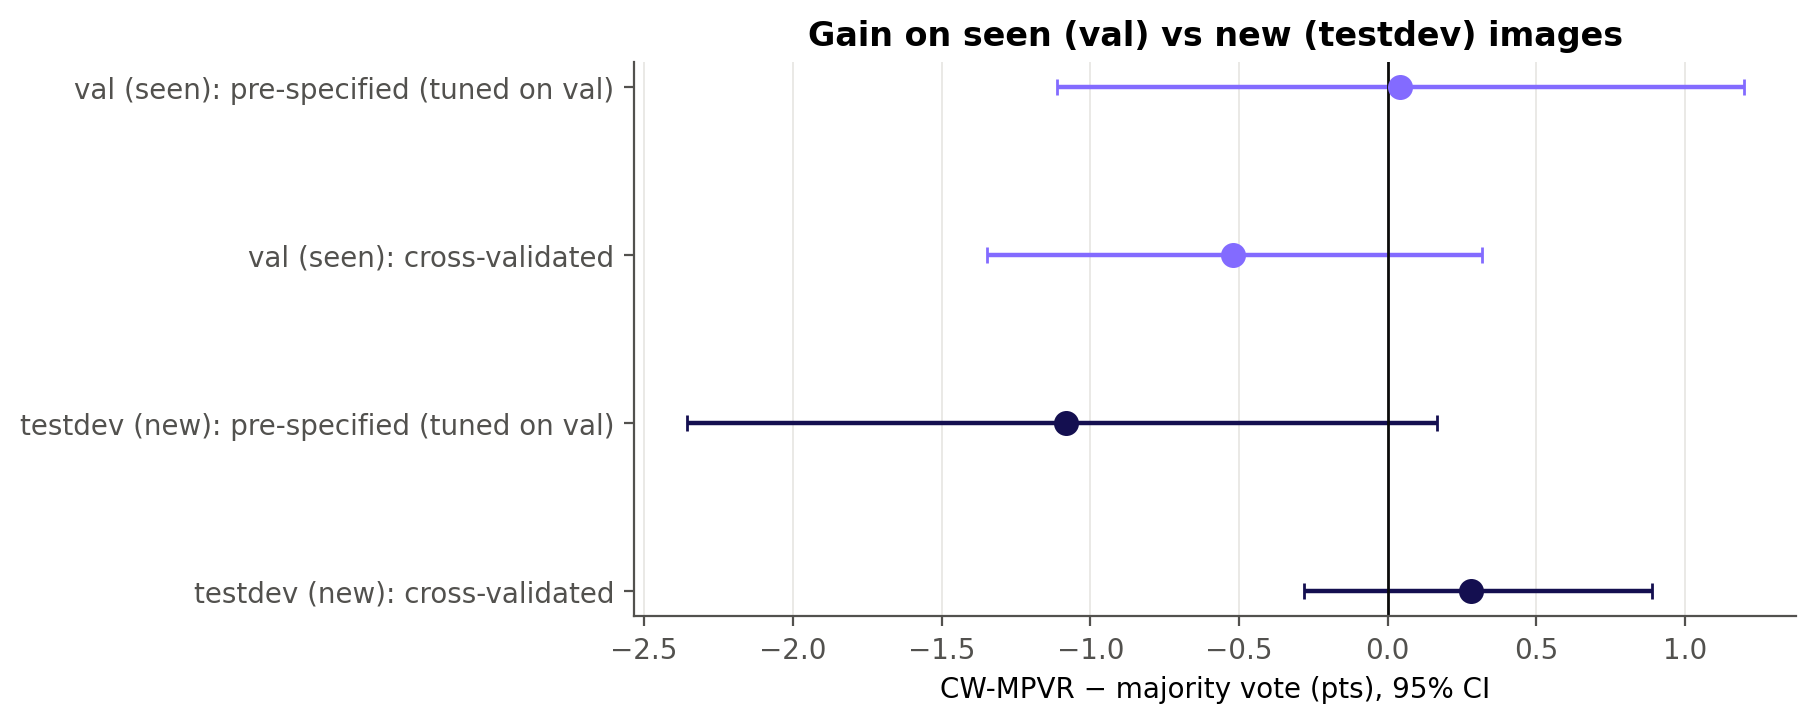 Gain on seen (val) vs new (testdev) images
val (seen): pre-specified (tuned on val)
val (seen): cross-validated
testdev (new): pre-specified (tuned on val)
testdev (new): cross-validated
−2.5 −2.0 −1.5 −1.0 −0.5 0.0 0.5 1.0
CW-MPVR − majority vote (pts), 95% CI